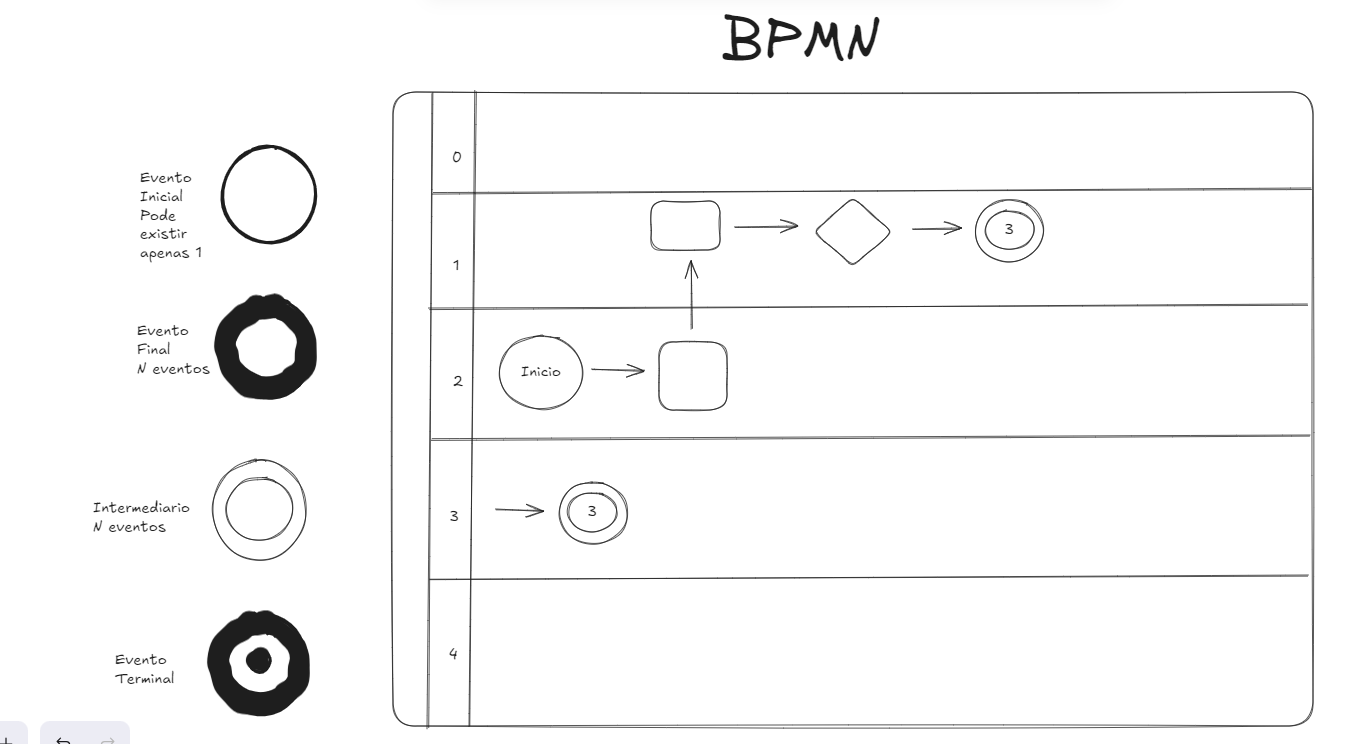 BPMN
Evento
Inicial
Pode
existir
apenas 1
Evento
Final
N eventos
Intermediario
N eventos
Evento
Terminal
0
1
3
2
Inicio
3
3
4